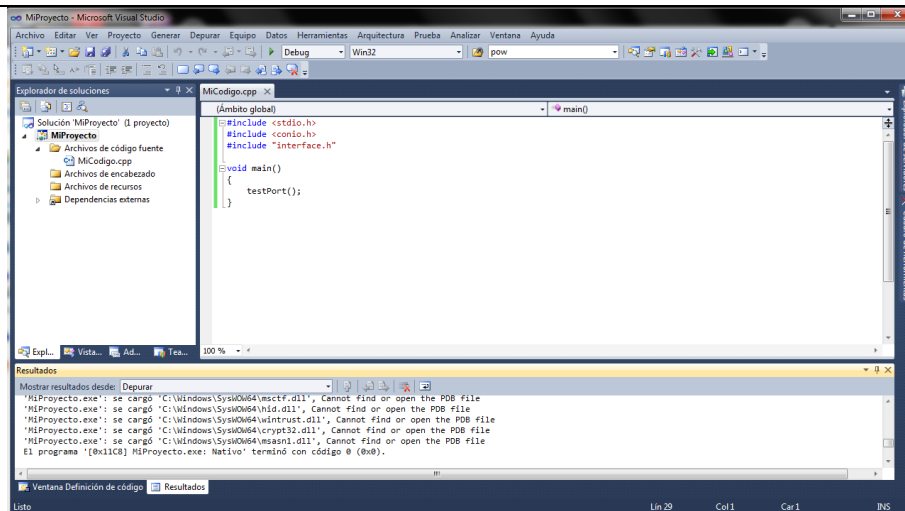 MiProyecto - Microsoft Visual Studio
Archivo Editar Ver Proyecto Generar Depurar Equipo Datos Herramientas Arquitectura Prueba Analizar Ventana Ayuda
Debug Win32 pow
Explorador de soluciones
MiCodigo.cpp
(Ámbito global) main()
Solución 'MiProyecto' (1 proyecto)
MiProyecto
Archivos de código fuente
MiCodigo.cpp
Archivos de encabezado
Archivos de recursos
Dependencias externas
#include <stdio.h>
#include <conio.h>
#include "interface.h"
void main()
{
testPort();
}
Expl... Vista... Ad... Tea...
100 %
Resultados
Mostrar resultados desde: Depurar
'MiProyecto.exe': se cargó 'C:\Windows\SysWOW64\msctf.dll', Cannot find or open the PDB file
'MiProyecto.exe': se cargó 'C:\Windows\SysWOW64\hid.dll', Cannot find or open the PDB file
'MiProyecto.exe': se cargó 'C:\Windows\SysWOW64\wintrust.dll', Cannot find or open the PDB file
'MiProyecto.exe': se cargó 'C:\Windows\SysWOW64\crypt32.dll', Cannot find or open the PDB file
'MiProyecto.exe': se cargó 'C:\Windows\SysWOW64\msasn1.dll', Cannot find or open the PDB file
El programa '[0x11C8] MiProyecto.exe: Nativo' terminó con código 0 (0x0).
Ventana Definición de código Resultados
Listo Lín 29 Col 1 Car 1 INS